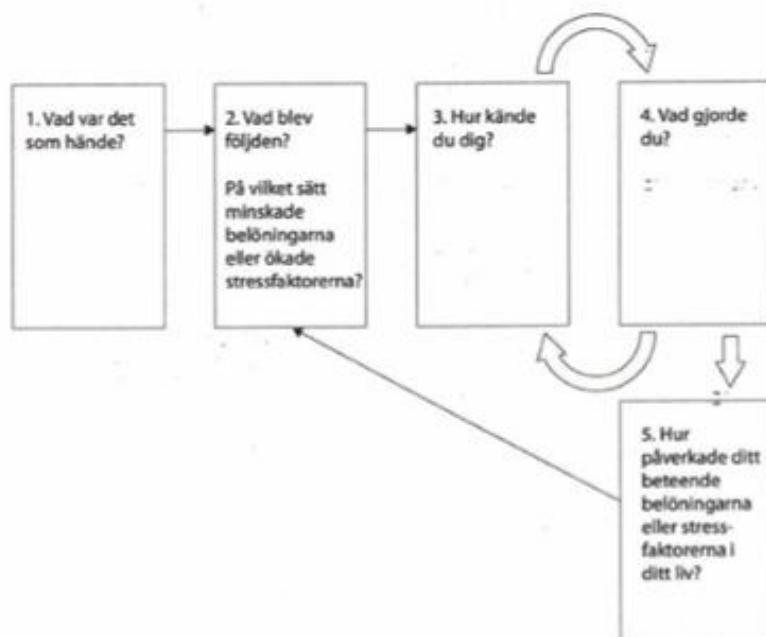 1. Vad var det
som hände?
2. Vad blev
följden?
På vilket sätt
minskade
belöningarna
eller ökade
stressfaktorerna?
3. Hur kände
du dig?
4. Vad gjorde
du?
5. Hur
påverkade ditt
beteende
belöningarna
eller stress-
faktorerna i
ditt liv?